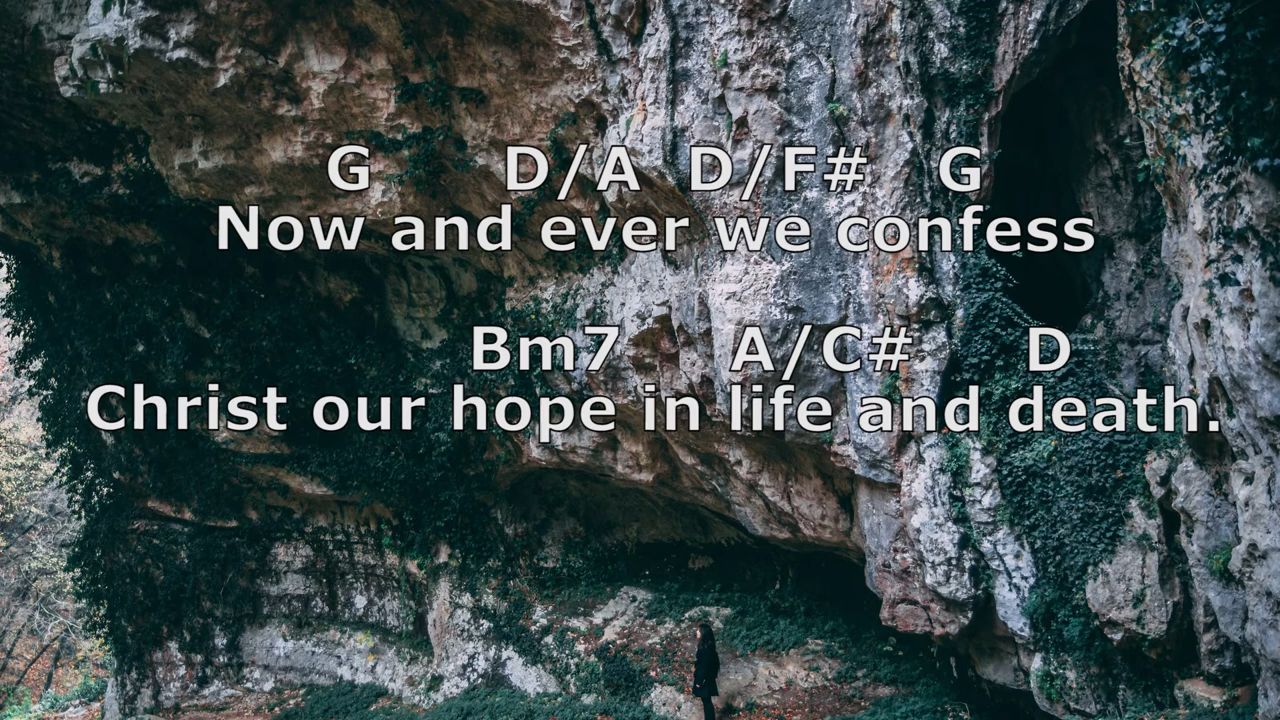 G D/A D/F# G
Now and ever we confess
Bm7 A/C# D
Christ our hope in life and death.